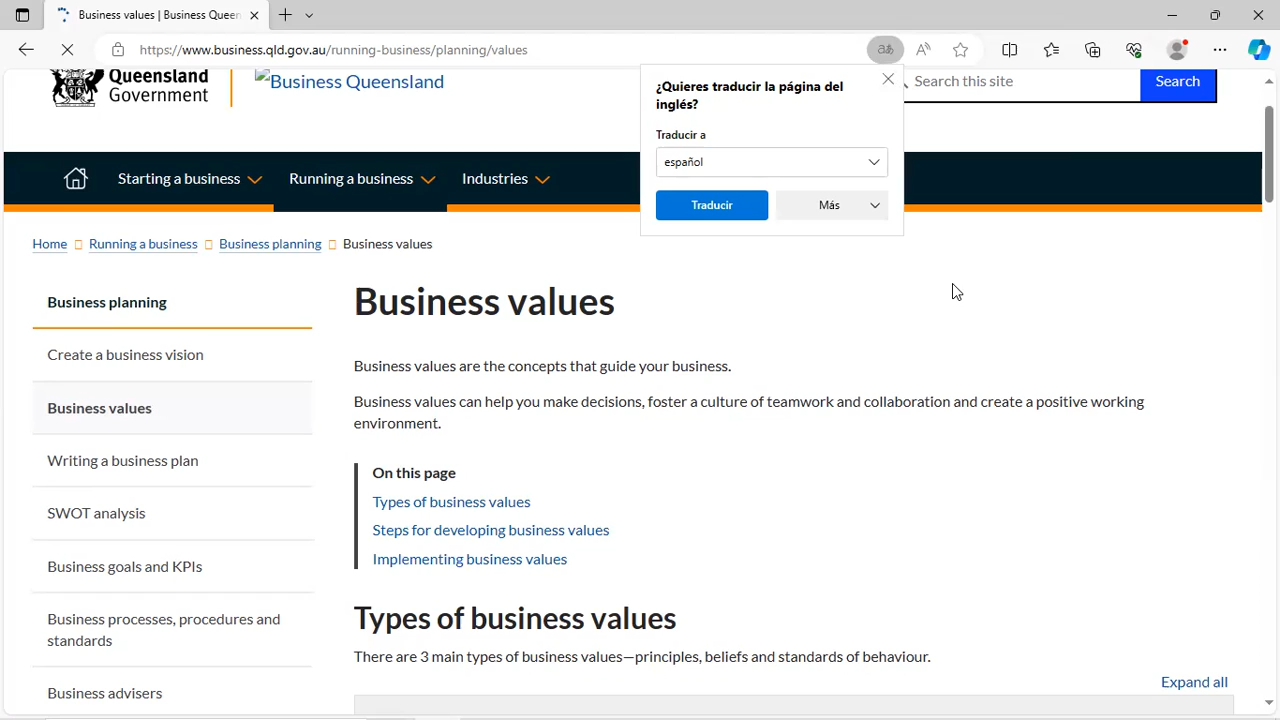 Business values | Business Queen
https://www.business.qld.gov.au/running-business/planning/values
Queensland
Government
Business Queensland
¿Quieres traducir la página del
inglés?
Traducir a
español
Traducir
Más
Search this site
Search
Starting a business
Running a business
Industries
Home
Running a business
Business planning
Business values
Business planning
Create a business vision
Business values
Writing a business plan
SWOT analysis
Business goals and KPIs
Business processes, procedures and
standards
Business advisers
Business values
Business values are the concepts that guide your business.
Business values can help you make decisions, foster a culture of teamwork and collaboration and create a positive working
environment.
On this page
Types of business values
Steps for developing business values
Implementing business values
Types of business values
There are 3 main types of business values—principles, beliefs and standards of behaviour.
Expand all